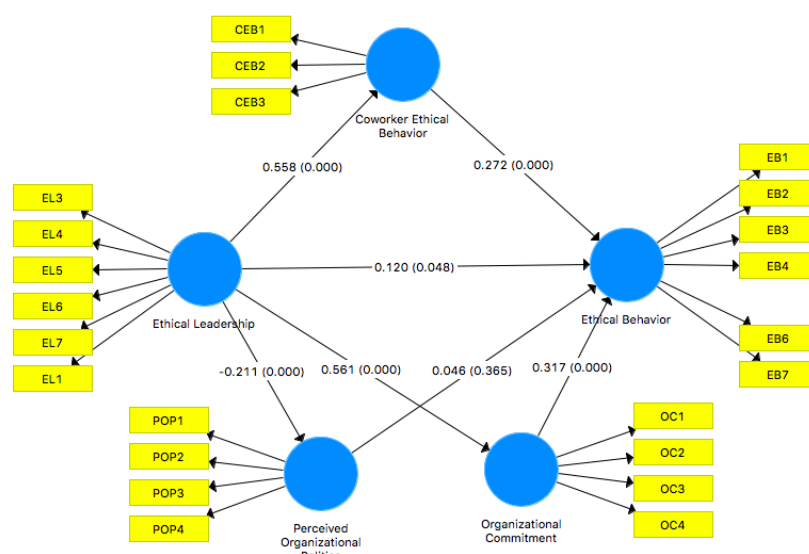 CEB1
CEB2
CEB3
Coworker Ethical
Behavior
0.558 (0.000)
0.272 (0.000)
EB1
EB2
EB3
EB4
EB6
EB7
EL3
EL4
EL5
EL6
EL7
EL1
Ethical Leadership
0.120 (0.048)
Ethical Behavior
-0.211 (0.000)
0.561 (0.000)
0.046 (0.365)
0.317 (0.000)
POP1
POP2
POP3
POP4
Perceived
Organizational
Organizational
Commitment
OC1
OC2
OC3
OC4